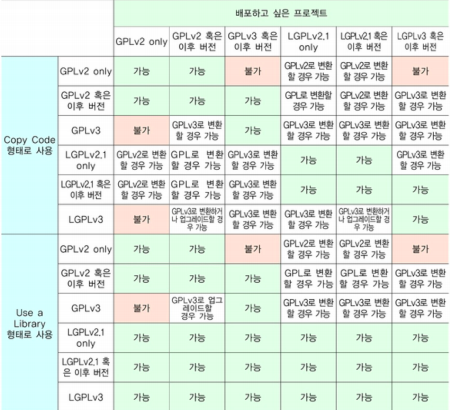 배포하고 싶은 프로젝트
GPLv2 only GPLv2 혹은 이후 버전 GPLv3 혹은 이후 버전 LGPLv2,1 only LGPLv2,1 혹은 이후 버전 LGPLv3 혹은 이후 버전
Copy Code 형태로 사용
GPLv2 only 가능 가능 불가 GPLv2로 변환할 경우 가능 GPLv2로 변환할 경우 가능 불가
GPLv2 혹은 이후 버전 가능 가능 가능 GPL로 변환할 경우 가능 GPLv2로 변환할 경우 가능 GPLv3로 변환할 경우 가능
GPLv3 불가 GPLv3로 변환할 경우 가능 가능 GPLv3로 변환할 경우 가능 GPLv3로 변환할 경우 가능 GPLv3로 변환할 경우 가능
LGPLv2,1 only GPLv2로 변환할 경우 가능 GPL로 변환할 경우 가능 GPLv3로 변환할 경우 가능 가능 가능 GPLv3로 변환할 경우 가능
LGPLv2,1 혹은 이후 버전 GPLv2로 변환할 경우 가능 GPL로 변환할 경우 가능 GPLv3로 변환할 경우 가능 가능 가능 가능
LGPLv3 불가 GPLv3로 변환하거나 업그레이드할 경우 가능 GPLv3로 변환할 경우 가능 GPLv3로 변환할 경우 가능 GPLv3로 변환하거나 업그레이드할 경우 가능 가능
Use a Library 형태로 사용
GPLv2 only 가능 가능 불가 GPLv2로 변환할 경우 가능 GPLv2로 변환할 경우 가능 불가
GPLv2 혹은 이후 버전 가능 가능 가능 GPL로 변환할 경우 가능 GPL로 변환할 경우 가능 GPLv3로 변환할 경우 가능
GPLv3 불가 GPLv3로 업그레이드할 경우 가능 가능 GPLv3로 변환할 경우 가능 GPLv3로 변환할 경우 가능 GPLv3로 변환할 경우 가능
LGPLv2,1 only 가능 가능 가능 가능 가능 가능
LGPLv2,1 혹은 이후 버전 가능 가능 가능 가능 가능 가능
LGPLv3 가능 가능 가능 가능 가능 가능